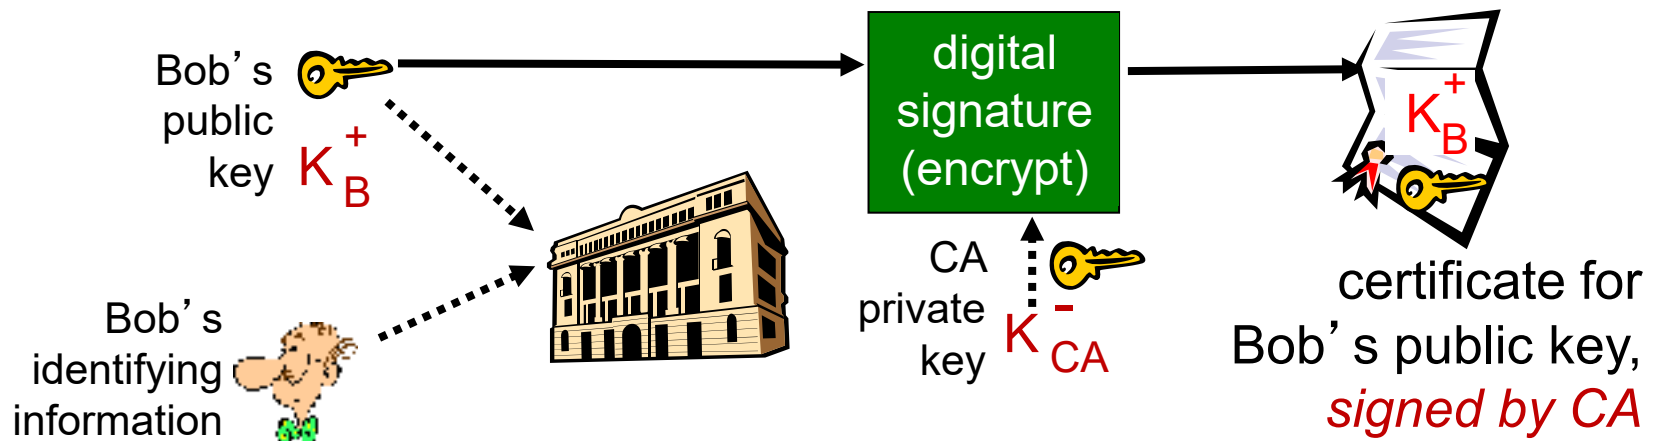 Bob's
public
key
K+B
digital
signature
(encrypt)
K+B
Bob's
identifying
information
CA
private
key
K-CA
certificate for
Bob's public key,
signed by CA